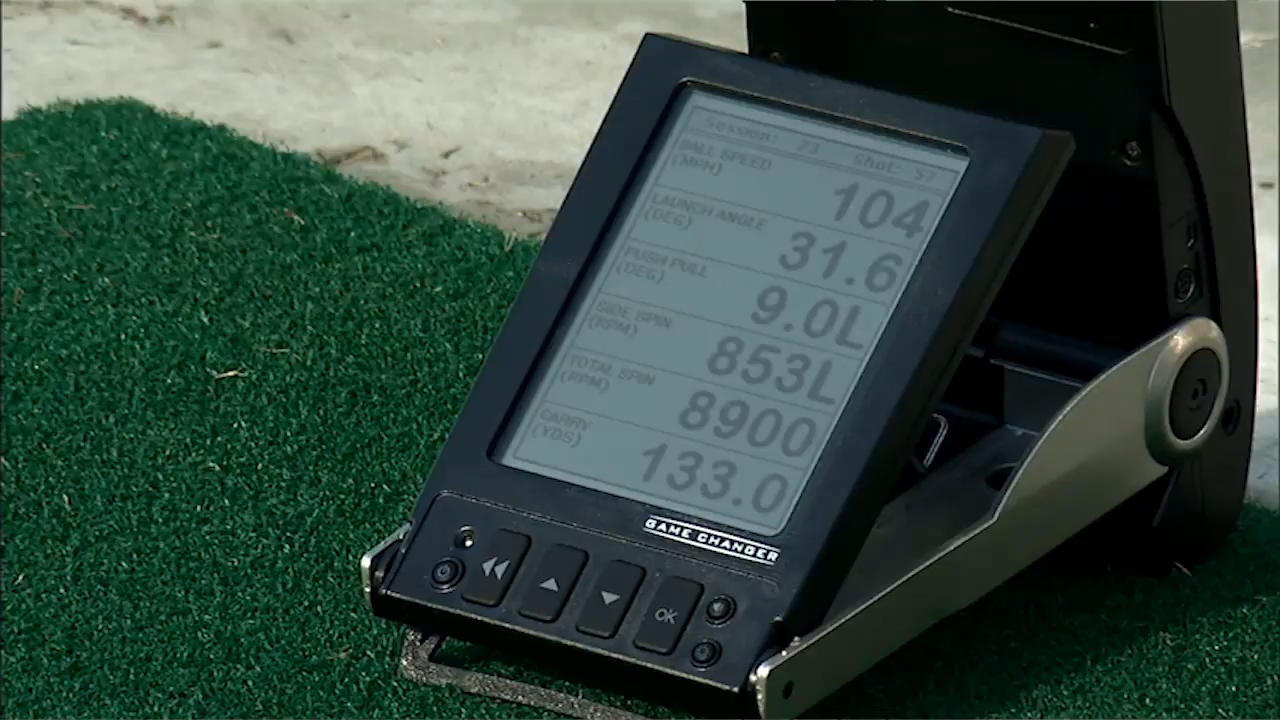 Session: 23 Shot: 57
BALL SPEED
(MPH)
104
LAUNCH ANGLE
(DEG)
31.6
PUSH PULL
(DEG)
9.0L
SIDE SPIN
(RPM)
853L
TOTAL SPIN
(RPM)
8900
CARRY
(YDS)
133.0
GAME CHANGER
OK